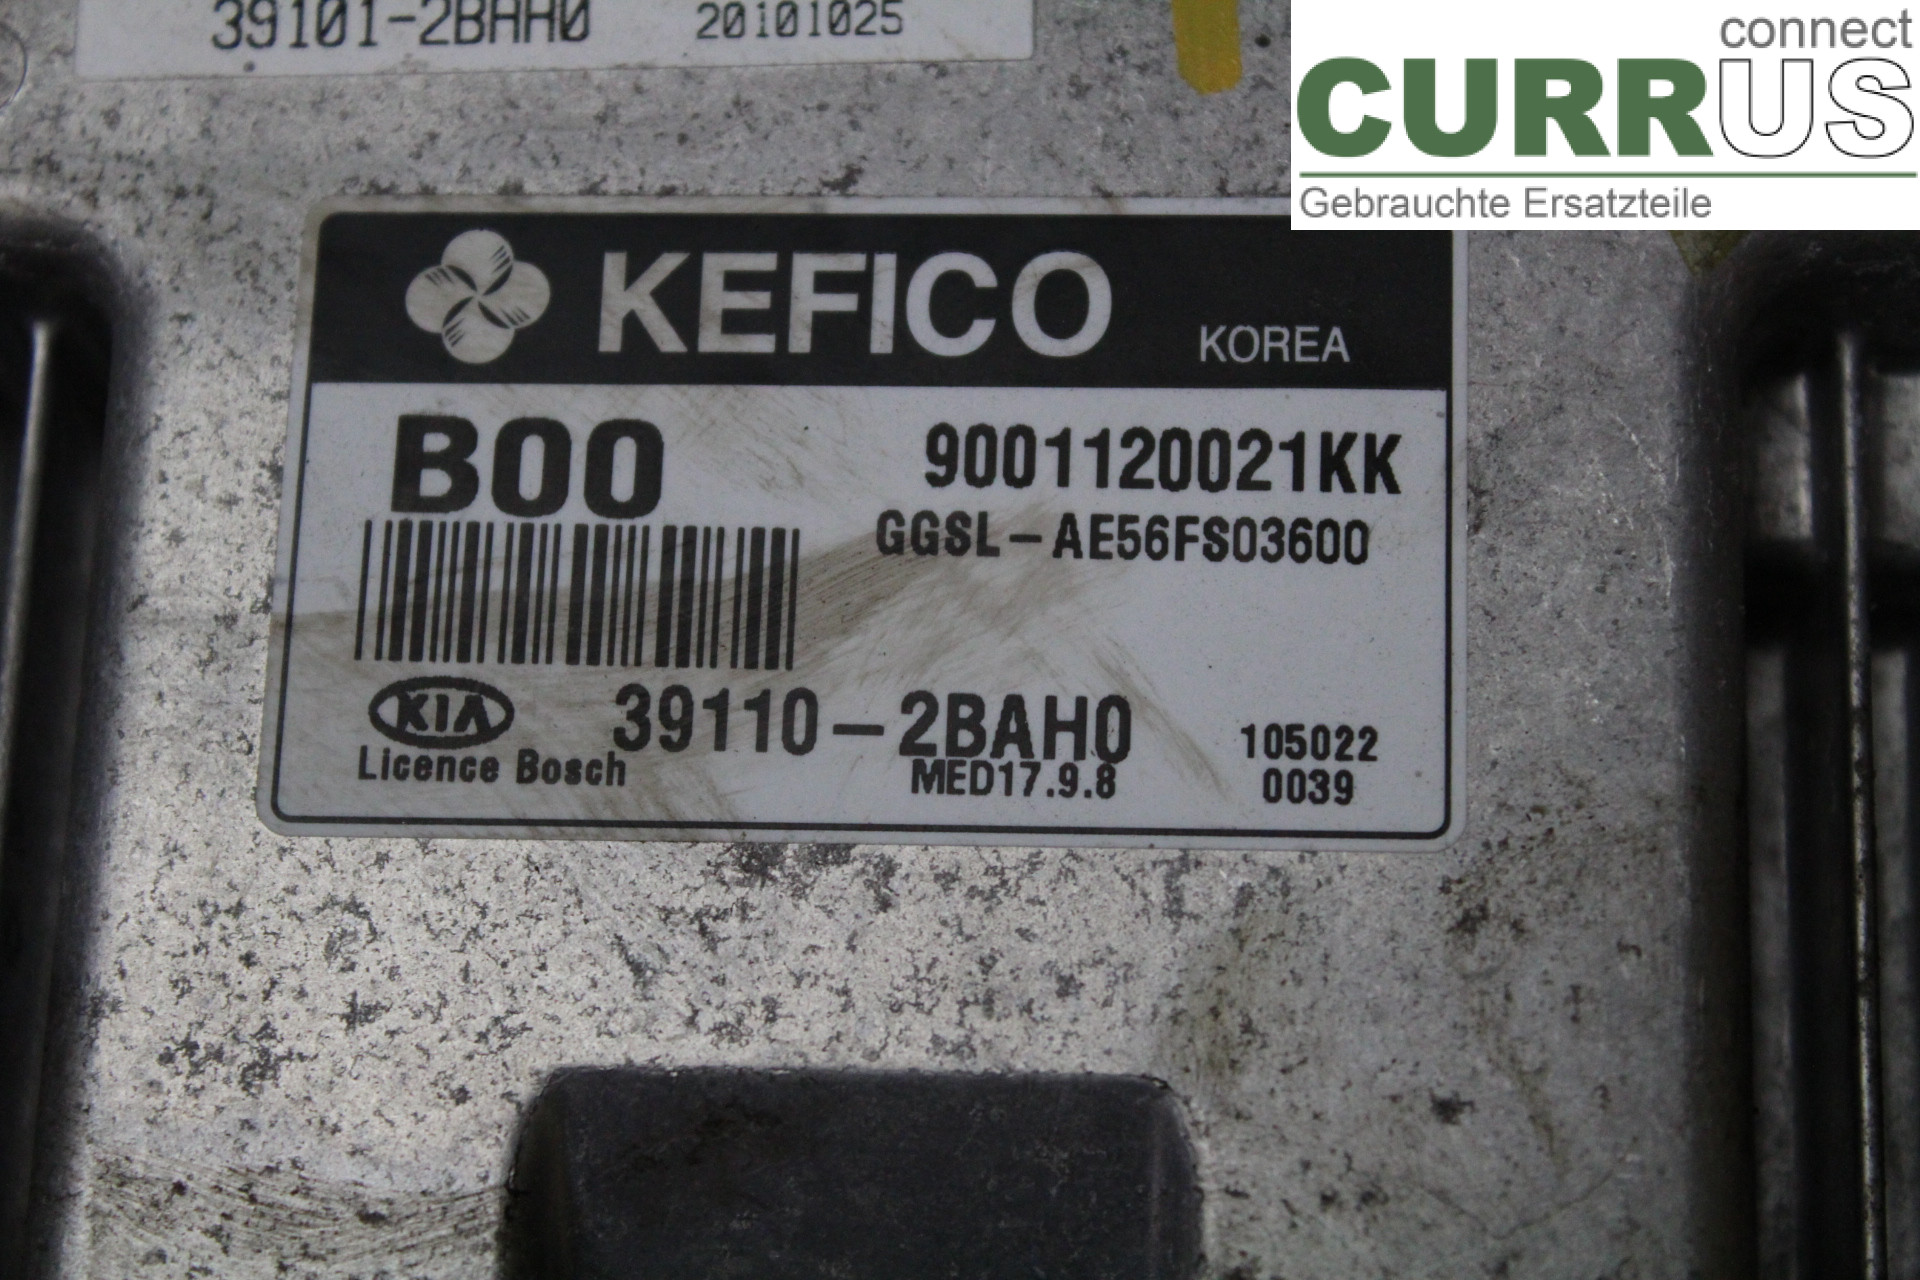 39101-2BAH0 20101025
connect
CURRUS
Gebrauchte Ersatzteile
KEFICO KOREA
B00 9001120021KK
GGSL-AE56FS03600
KIA 39110-2BAH0 105022
Licence Bosch MED17.9.8 0039